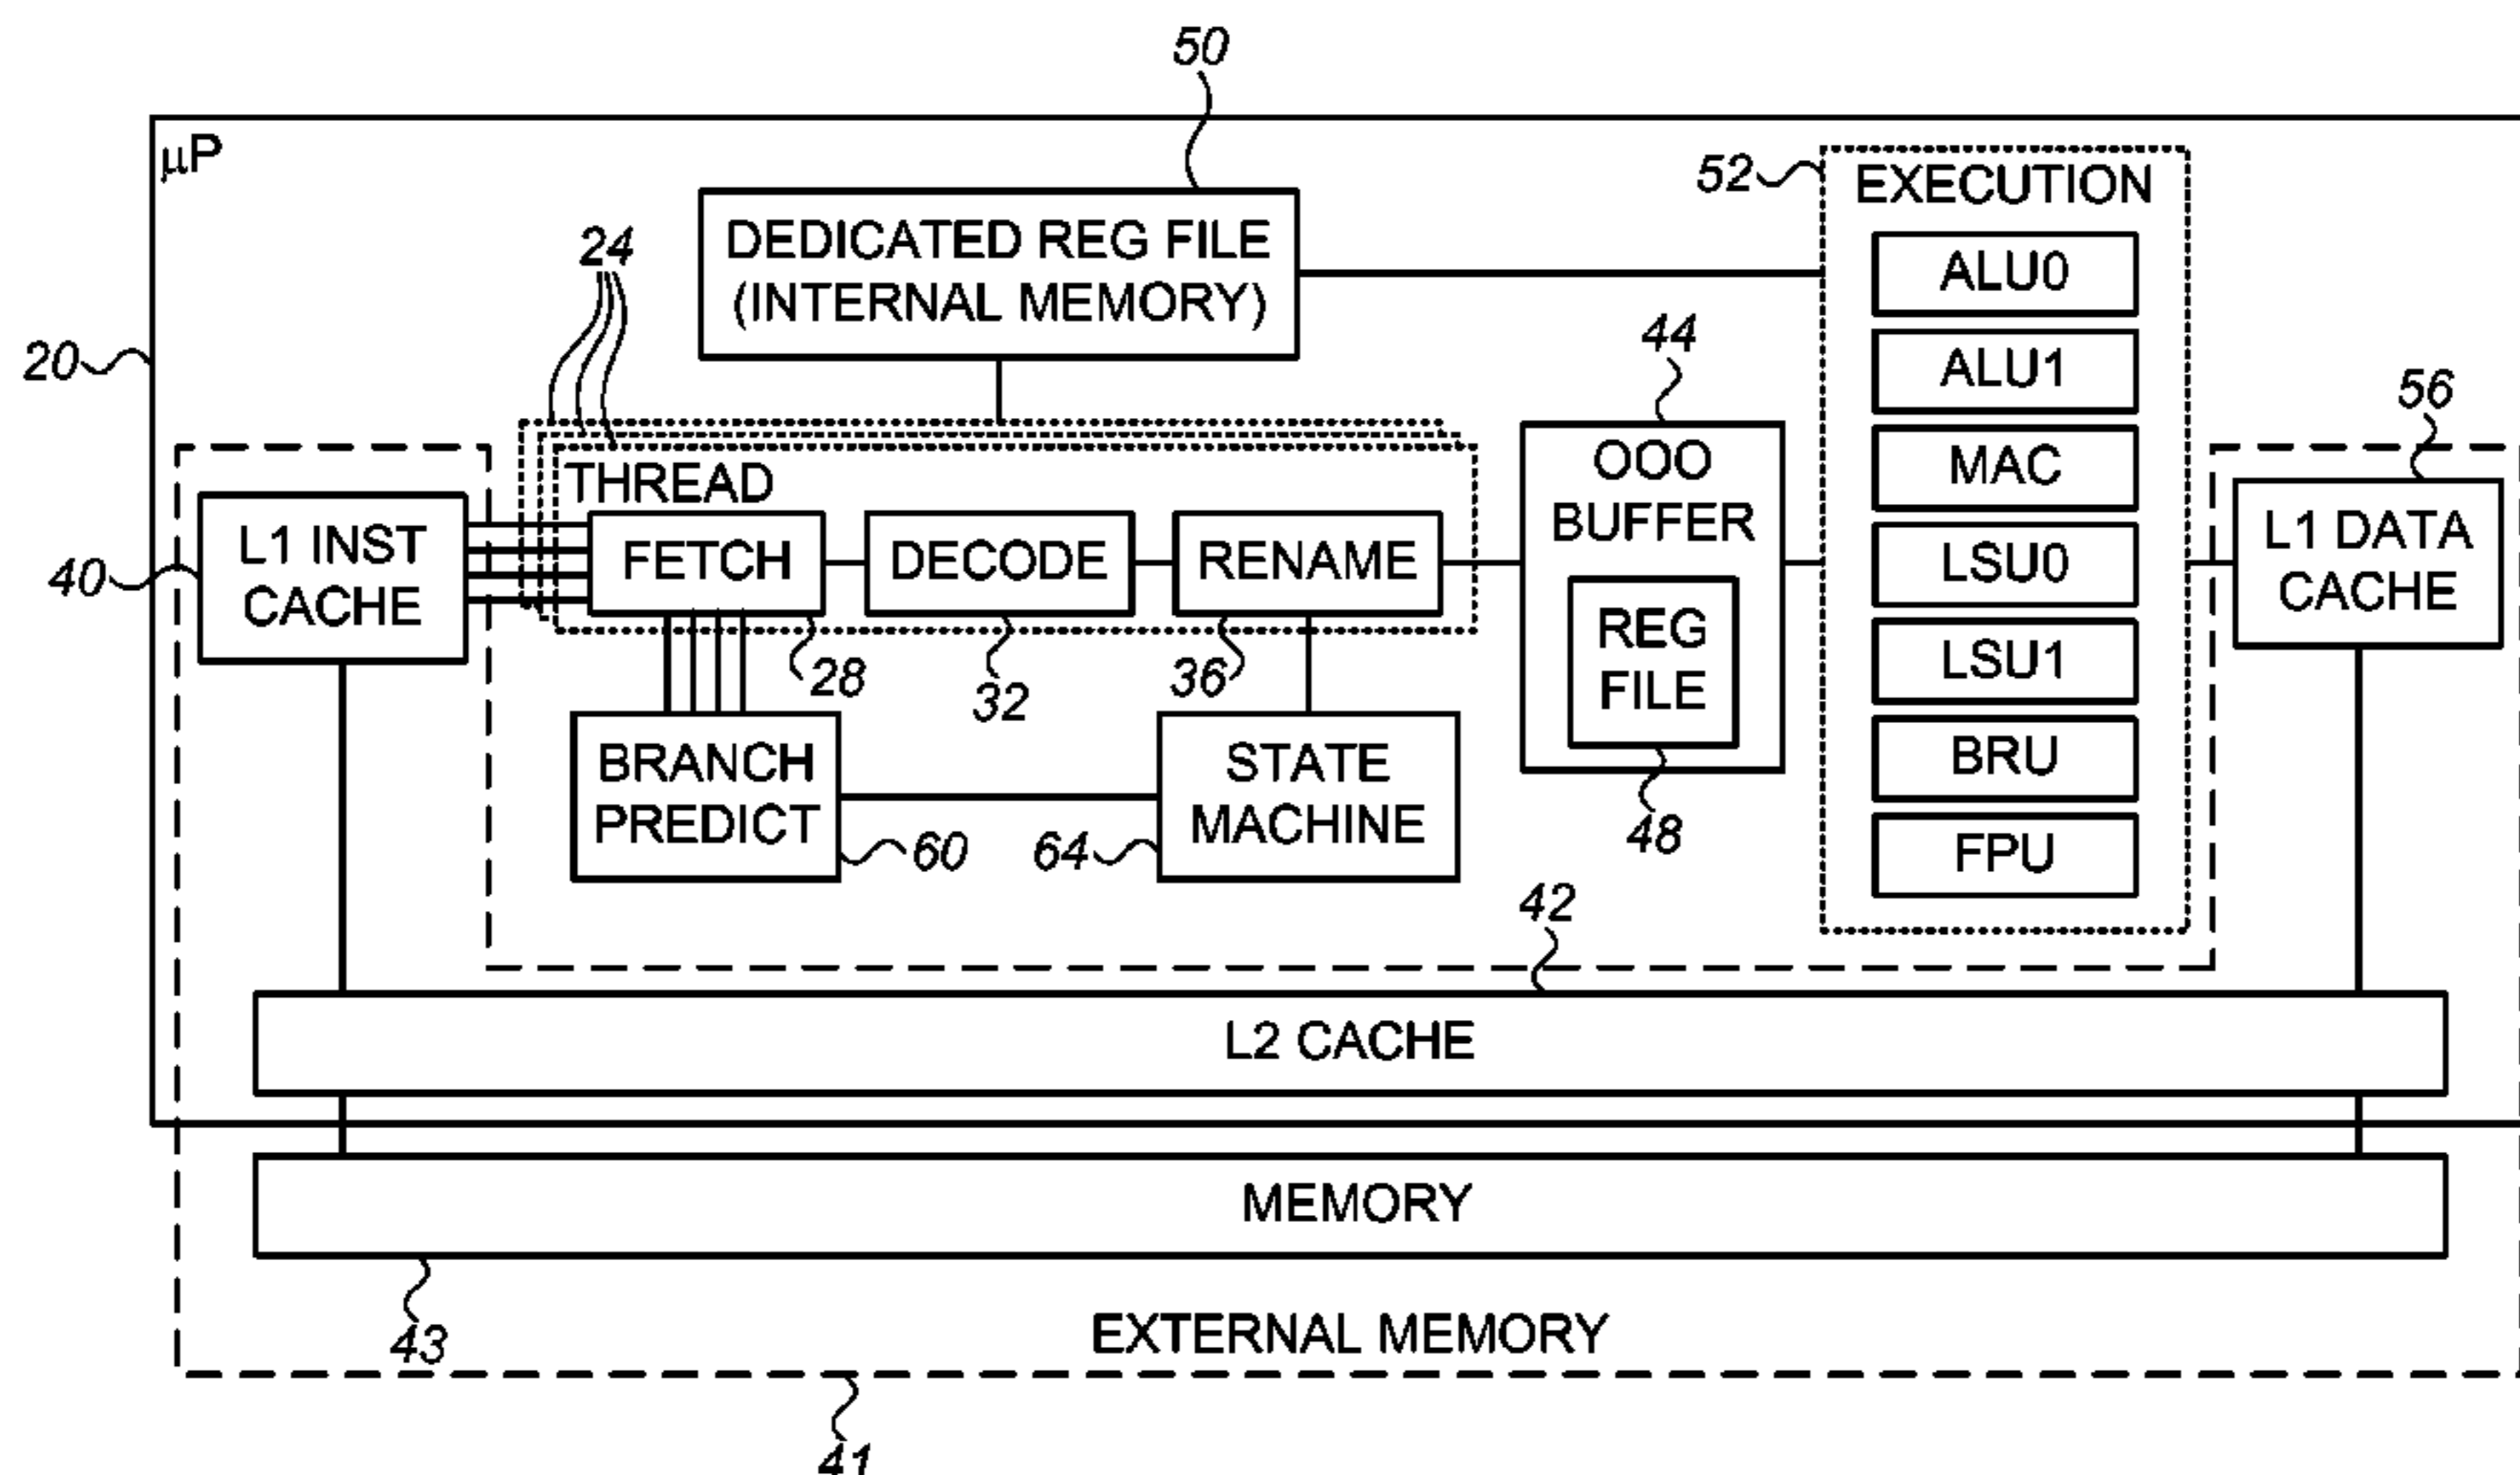 50
µP
52
EXECUTION
24
DEDICATED REG FILE
(INTERNAL MEMORY)
ALU0
20
44
ALU1
56
THREAD
OOO
BUFFER
MAC
L1 INST
CACHE
40
FETCH
DECODE
RENAME
LSU0
L1 DATA
CACHE
REG
FILE
LSU1
28
32
36
BRANCH
PREDICT
STATE
MACHINE
BRU
60
64
48
FPU
42
L2 CACHE
MEMORY
43
EXTERNAL MEMORY
41